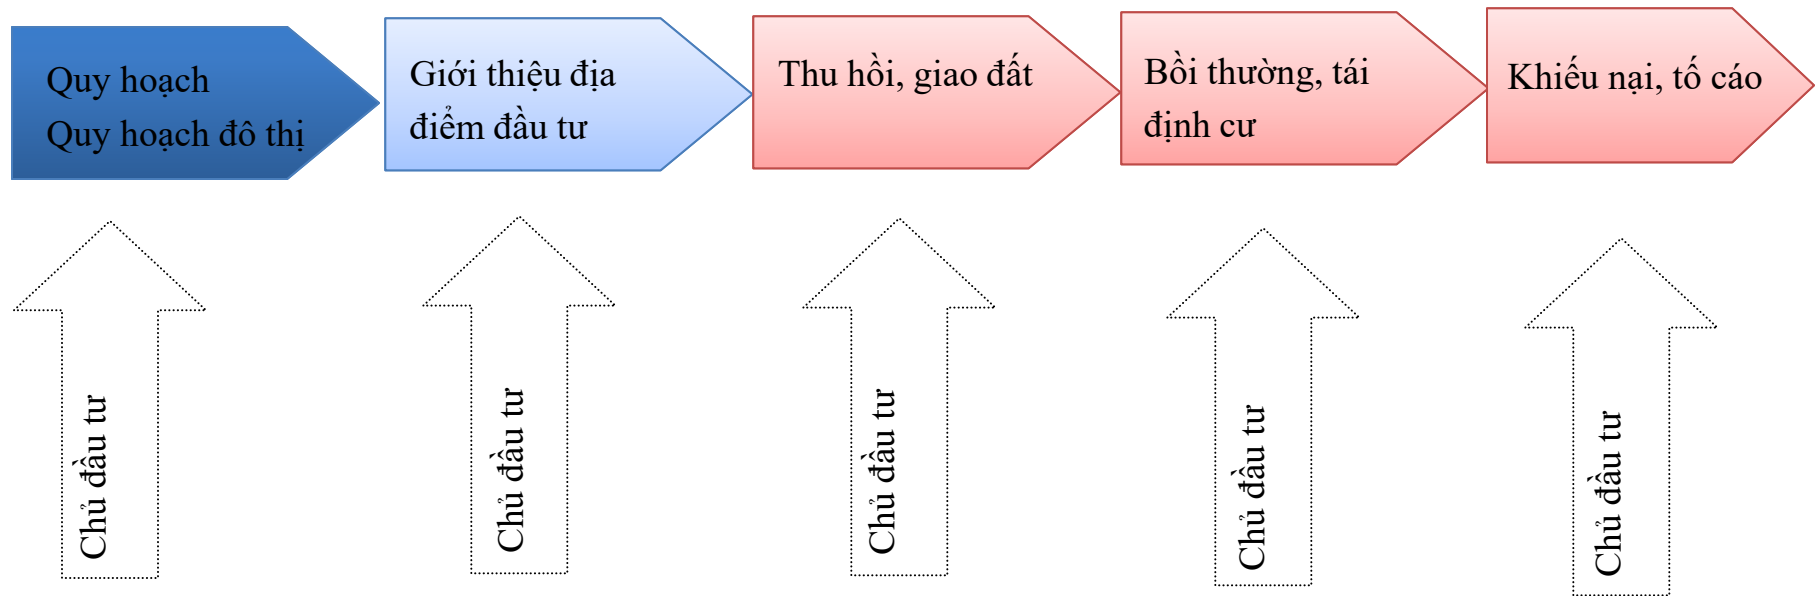 Quy hoạch
Quy hoạch đô thị
Giới thiệu địa
điểm đầu tư
Thu hồi, giao đất
Bồi thường, tái
định cư
Khiếu nại, tố cáo
Chủ đầu tư
Chủ đầu tư
Chủ đầu tư
Chủ đầu tư
Chủ đầu tư